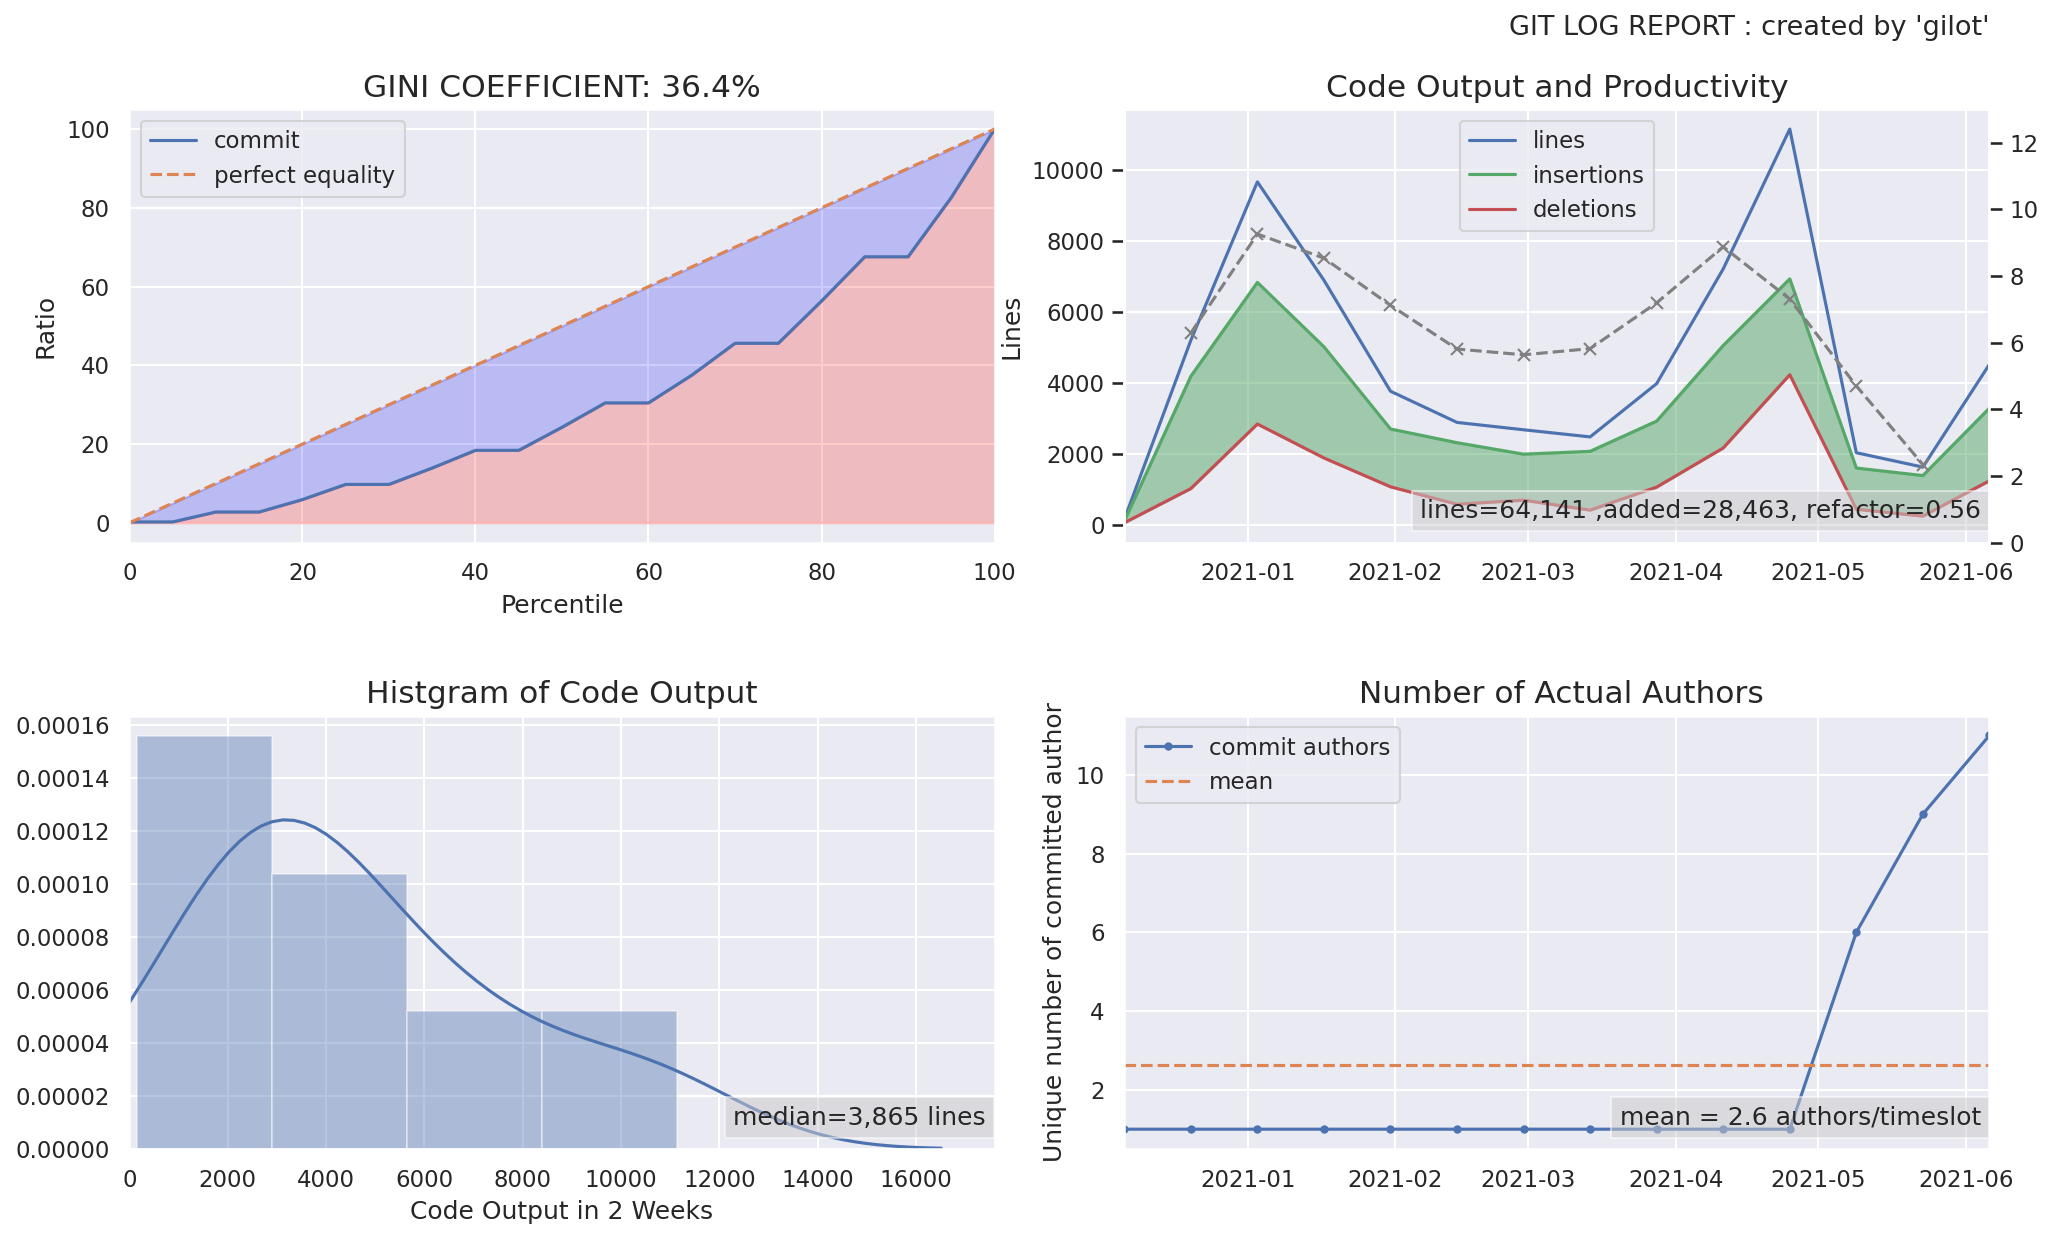 GIT LOG REPORT : created by 'gilot'
GINI COEFFICIENT: 36.4%
commit
perfect equality
100
80
60
40
20
0
Ratio
0 20 40 60 80 100
Percentile
Code Output and Productivity
lines
insertions
deletions
10000
8000
6000
4000
2000
0
Lines
12
10
8
6
4
2
0
lines=64,141 ,added=28,463, refactor=0.56
2021-01 2021-02 2021-03 2021-04 2021-05 2021-06
Histgram of Code Output
0.00016
0.00014
0.00012
0.00010
0.00008
0.00006
0.00004
0.00002
0.00000
median=3,865 lines
0 2000 4000 6000 8000 10000 12000 14000 16000
Code Output in 2 Weeks
Number of Actual Authors
commit authors
mean
10
8
6
4
2
Unique number of committed author
mean = 2.6 authors/timeslot
2021-01 2021-02 2021-03 2021-04 2021-05 2021-06